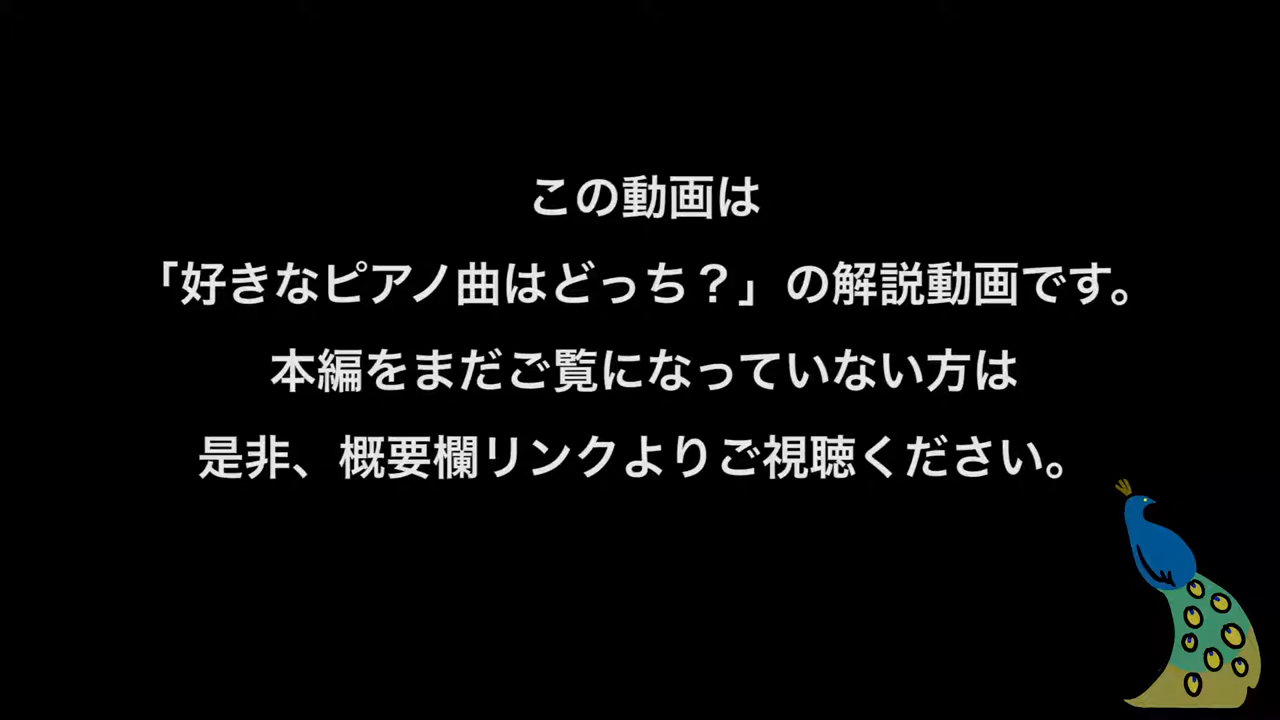 この動画は
「好きなピアノ曲はどっち？」の解説動画です。
本編をまだご覧になっていない方は
是非、概要欄リンクよりご視聴ください。